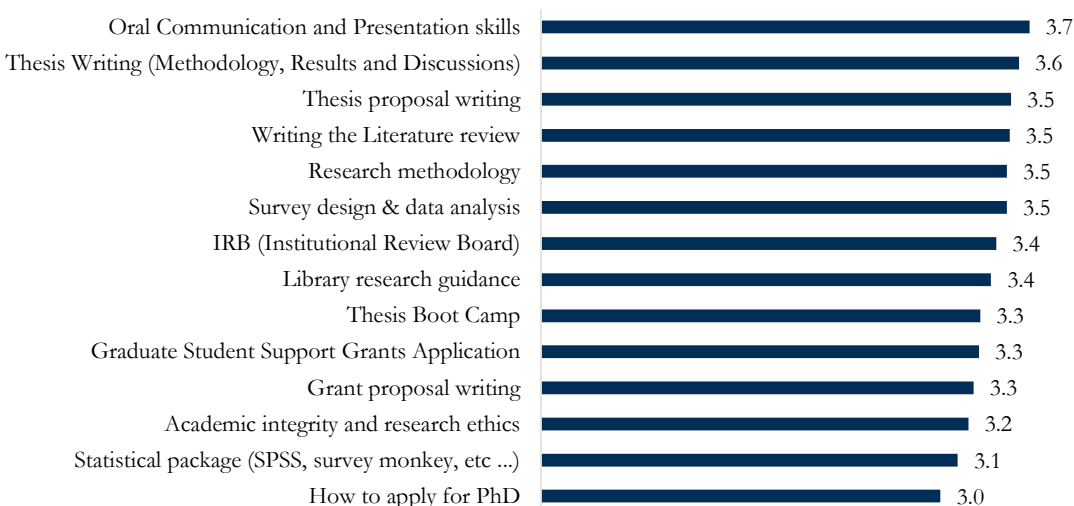 Oral Communication and Presentation skills 3.7
Thesis Writing (Methodology, Results and Discussions) 3.6
Thesis proposal writing 3.5
Writing the Literature review 3.5
Research methodology 3.5
Survey design & data analysis 3.5
IRB (Institutional Review Board) 3.4
Library research guidance 3.4
Thesis Boot Camp 3.3
Graduate Student Support Grants Application 3.3
Grant proposal writing 3.3
Academic integrity and research ethics 3.2
Statistical package (SPSS, survey monkey, etc ...) 3.1
How to apply for PhD 3.0